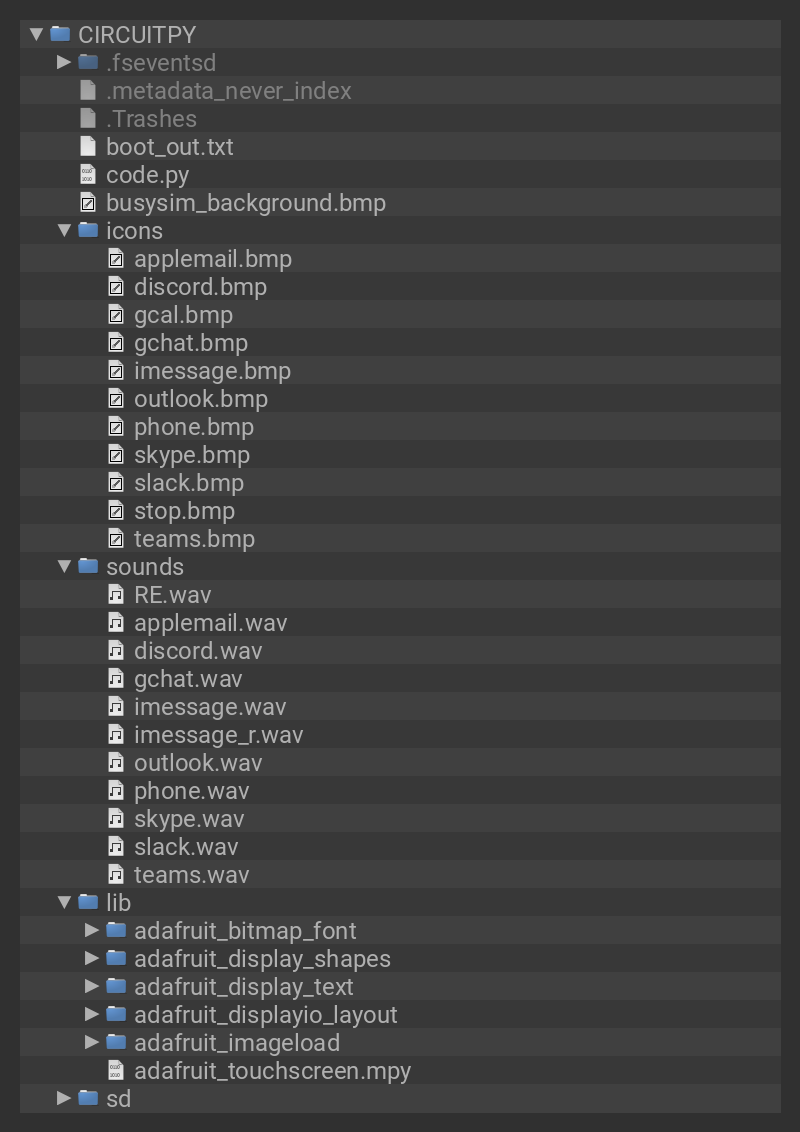 CIRCUITPY
.fseventsd
.metadata_never_index
.Trashes
boot_out.txt
code.py
busysim_background.bmp
icons
applemail.bmp
discord.bmp
gcal.bmp
gchat.bmp
imessage.bmp
outlook.bmp
phone.bmp
skype.bmp
slack.bmp
stop.bmp
teams.bmp
sounds
RE.wav
applemail.wav
discord.wav
gchat.wav
imessage.wav
imessage_r.wav
outlook.wav
phone.wav
skype.wav
slack.wav
teams.wav
lib
adafruit_bitmap_font
adafruit_display_shapes
adafruit_display_text
adafruit_displayio_layout
adafruit_imageload
adafruit_touchscreen.mpy
sd